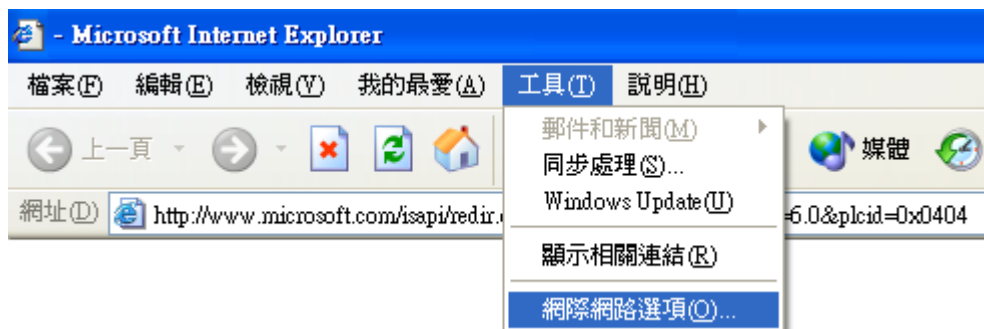 - Microsoft Internet Explorer
檔案(F) 編輯(E) 檢視(V) 我的最愛(A) 工具(T) 說明(H)
郵件和新聞(M)
上一頁 媒體
同步處理(S)...
Windows Update(U)
網址(D) http://www.microsoft.com/isapi/redir. =6.0&plcid=0x0404
顯示相關連結(R)
網際網路選項(O)...